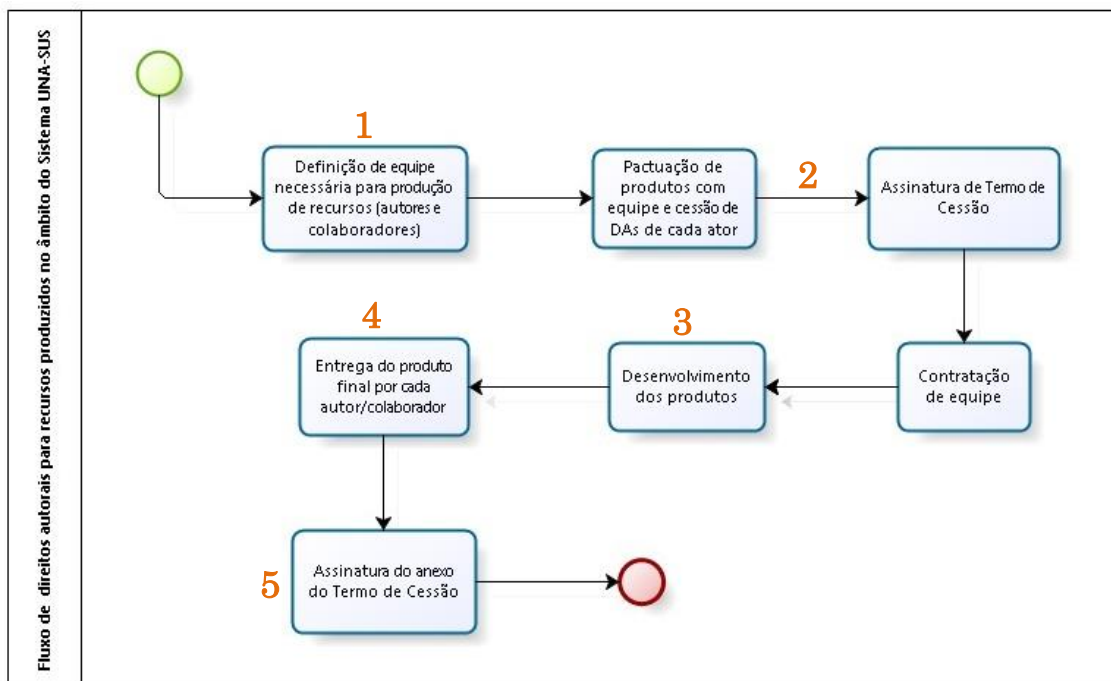 Fluxo de direitos autorais para recursos produzidos no âmbito do Sistema UNA-SUS
1
Definição de equipe
necessária para produção
de recursos (autores e
colaboradores)
Pactuação de
produtos com
equipe e cessão de
DAs de cada ator
2
Assinatura de Termo de
Cessão
4
Entrega do produto
final por cada
autor/colaborador
3
Desenvolvimento
dos produtos
Contratação
de equipe
5
Assinatura do anexo
do Termo de Cessão